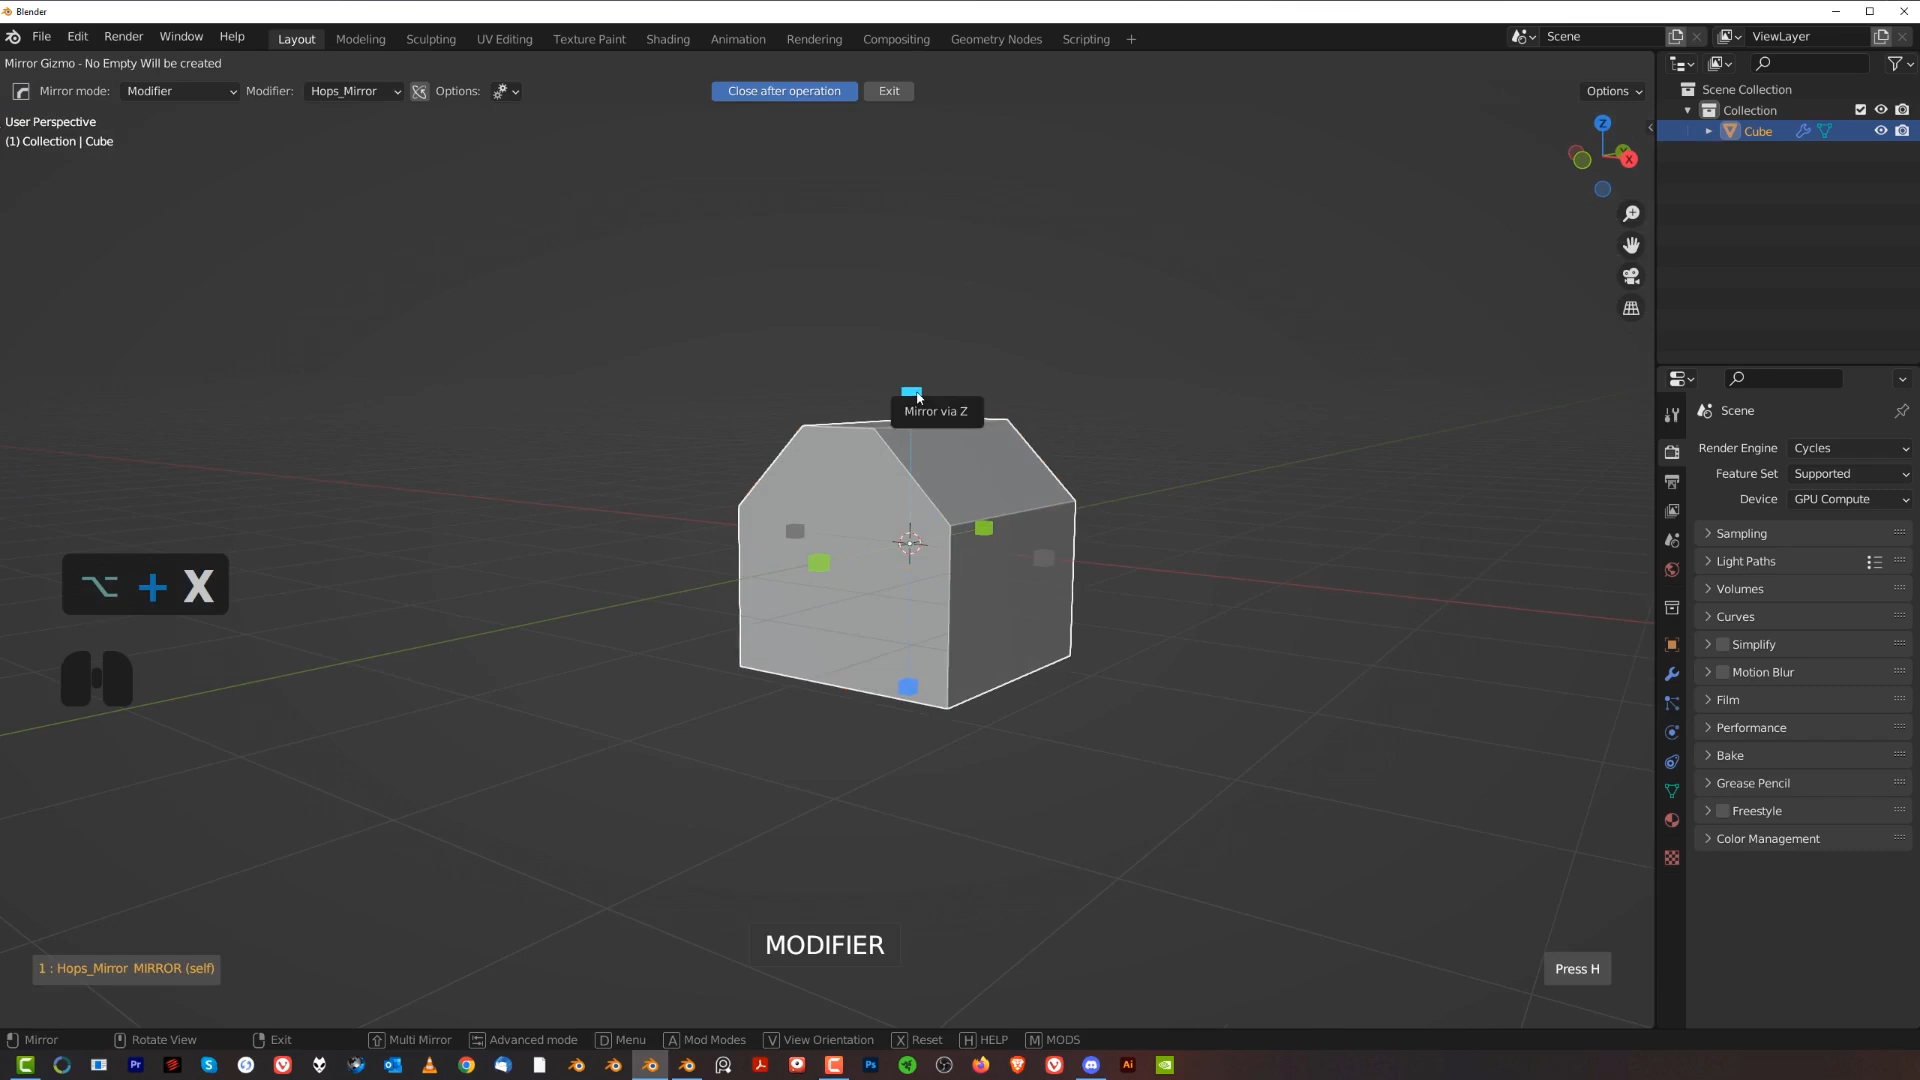 Blender
File Edit Render Window Help Layout Modeling Sculpting UV Editing Texture Paint Shading Animation Rendering Compositing Geometry Nodes Scripting + Scene ViewLayer
Mirror Gizmo - No Empty Will be created
Mirror mode: Modifier Modifier: Hops_Mirror Options: Close after operation Exit Options
User Perspective
(1) Collection | Cube
Z
Y
X
Scene Collection
Collection
Cube
Mirror via Z
Scene
Render Engine Cycles
Feature Set Supported
Device GPU Compute
Sampling
Light Paths
Volumes
Curves
Simplify
Motion Blur
Film
Performance
Bake
Grease Pencil
Freestyle
Color Management
⌥ + X
MODIFIER
1 : Hops_Mirror MIRROR (self)
Press H
Mirror Rotate View Exit Multi Mirror Advanced mode D Menu A Mod Modes V View Orientation X Reset H HELP M MODS
Pr S Ps Ai